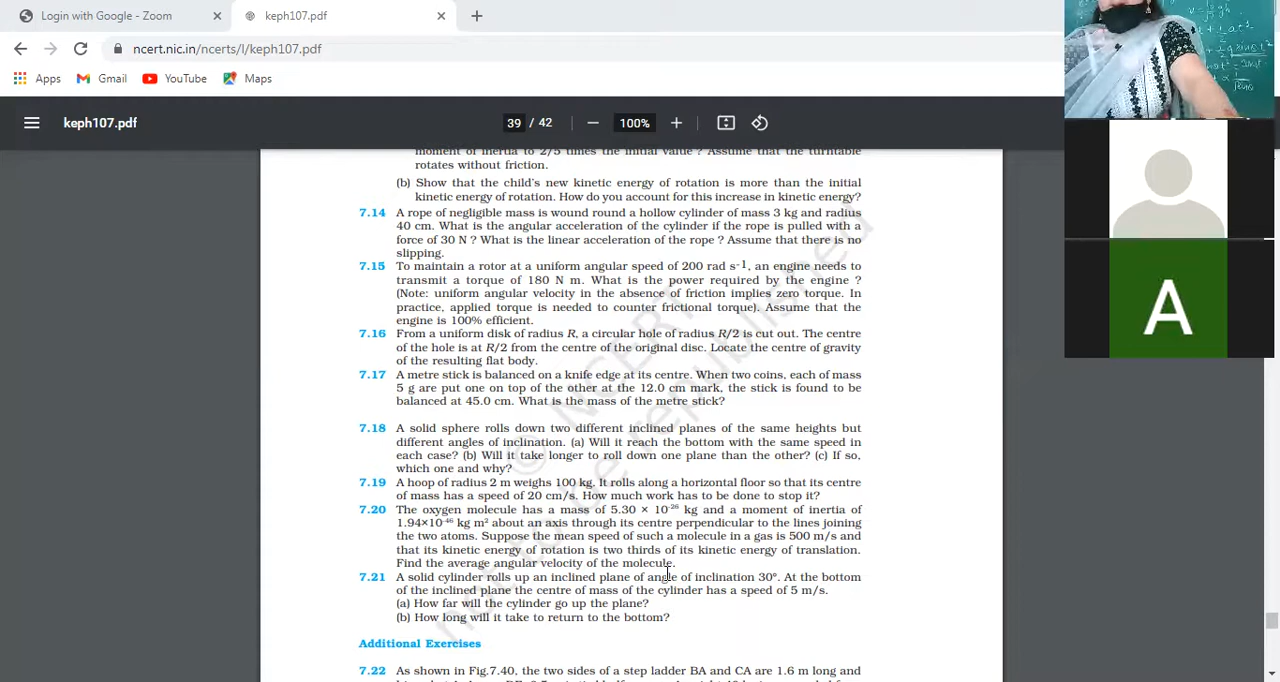 Login with Google - Zoom
keph107.pdf
ncert.nic.in/ncerts/l/keph107.pdf
Apps
Gmail
YouTube
Maps
keph107.pdf
39 / 42
100%
moment of inertia to 2/5 times the initial value ? Assume that the turntable
rotates without friction.
(b) Show that the child's new kinetic energy of rotation is more than the initial
kinetic energy of rotation. How do you account for this increase in kinetic energy?
7.14 A rope of negligible mass is wound round a hollow cylinder of mass 3 kg and radius
40 cm. What is the angular acceleration of the cylinder if the rope is pulled with a
force of 30 N ? What is the linear acceleration of the rope ? Assume that there is no
slipping.
7.15 To maintain a rotor at a uniform angular speed of 200 rad s⁻¹, an engine needs to
transmit a torque of 180 N m. What is the power required by the engine ?
(Note: uniform angular velocity in the absence of friction implies zero torque. In
practice, applied torque is needed to counter frictional torque). Assume that the
engine is 100% efficient.
7.16 From a uniform disk of radius R, a circular hole of radius R/2 is cut out. The centre
of the hole is at R/2 from the centre of the original disc. Locate the centre of gravity
of the resulting flat body.
7.17 A metre stick is balanced on a knife edge at its centre. When two coins, each of mass
5 g are put one on top of the other at the 12.0 cm mark, the stick is found to be
balanced at 45.0 cm. What is the mass of the metre stick?
7.18 A solid sphere rolls down two different inclined planes of the same heights but
different angles of inclination. (a) Will it reach the bottom with the same speed in
each case? (b) Will it take longer to roll down one plane than the other? (c) If so,
which one and why?
7.19 A hoop of radius 2 m weighs 100 kg. It rolls along a horizontal floor so that its centre
of mass has a speed of 20 cm/s. How much work has to be done to stop it?
7.20 The oxygen molecule has a mass of 5.30 × 10⁻²⁶ kg and a moment of inertia of
1.94×10⁻⁴⁶ kg m² about an axis through its centre perpendicular to the lines joining
the two atoms. Suppose the mean speed of such a molecule in a gas is 500 m/s and
that its kinetic energy of rotation is two thirds of its kinetic energy of translation.
Find the average angular velocity of the molecule.
7.21 A solid cylinder rolls up an inclined plane of angle of inclination 30°. At the bottom
of the inclined plane the centre of mass of the cylinder has a speed of 5 m/s.
(a) How far will the cylinder go up the plane?
(b) How long will it take to return to the bottom?
Additional Exercises
7.22 As shown in Fig.7.40, the two sides of a step ladder BA and CA are 1.6 m long and
© NCERT
not to be republished
A